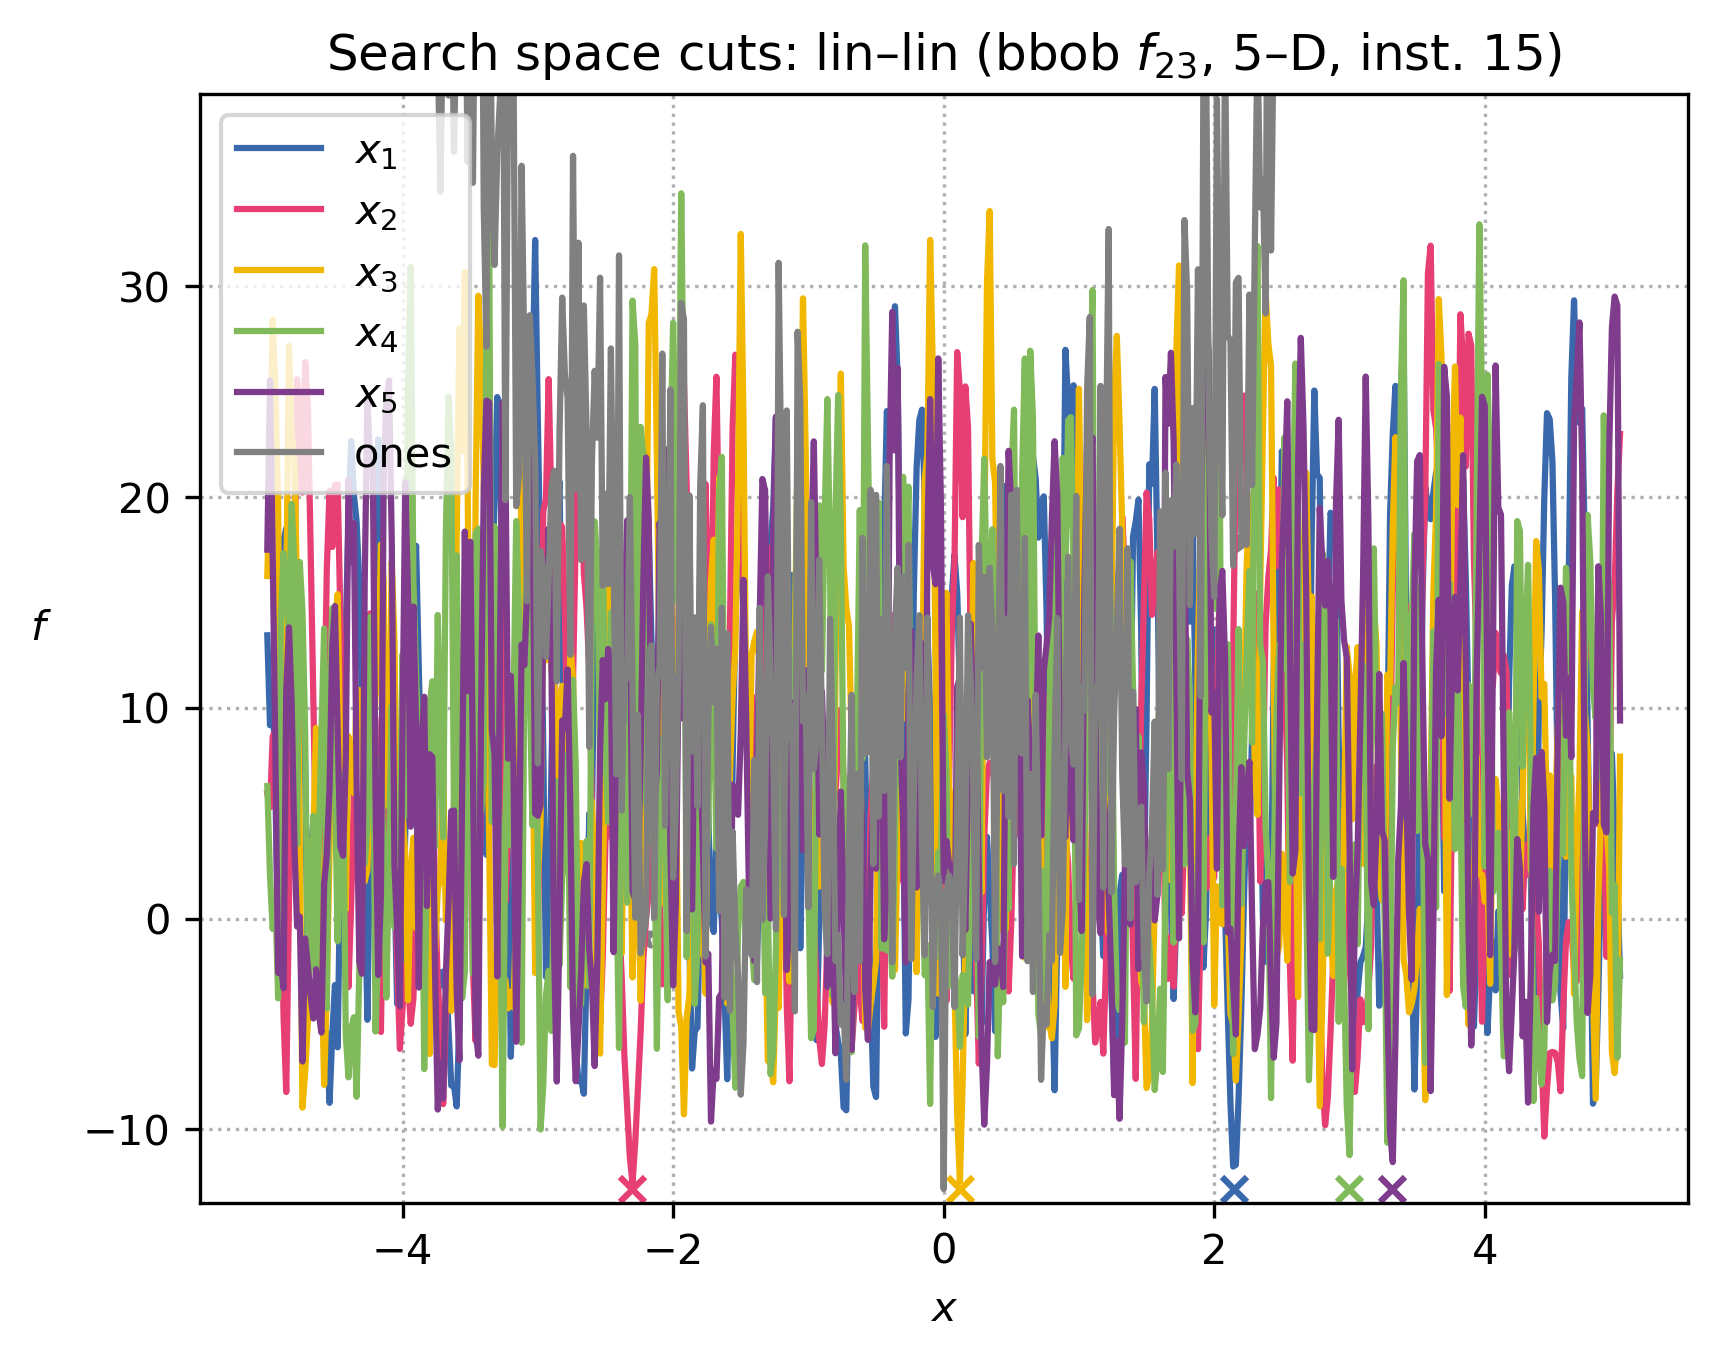 Search space cuts: lin–lin (bbob f₂₃, 5–D, inst. 15)
x₁
x₂
x₃
x₄
x₅
ones
30
20
10
0
−10
f
−4
−2
0
2
4
x